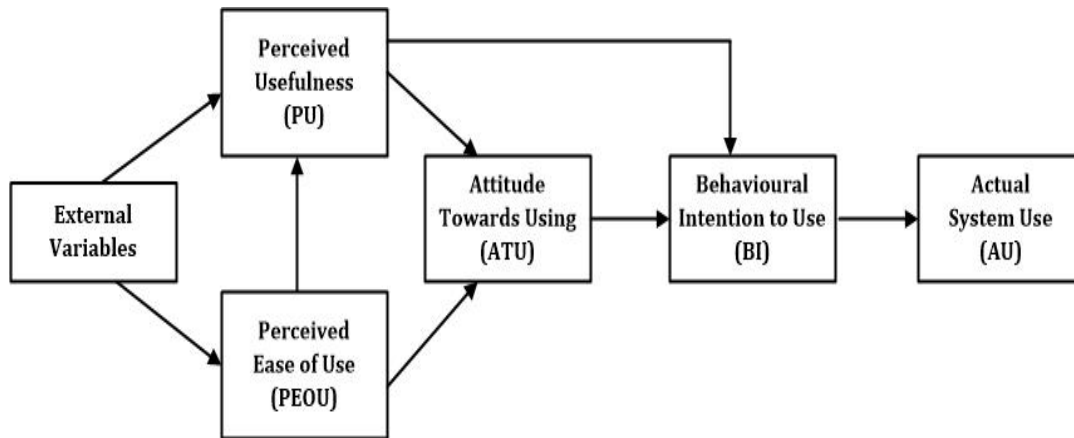 Perceived
Usefulness
(PU)
External
Variables
Perceived
Ease of Use
(PEOU)
Attitude
Towards Using
(ATU)
Behavioural
Intention to Use
(BI)
Actual
System Use
(AU)